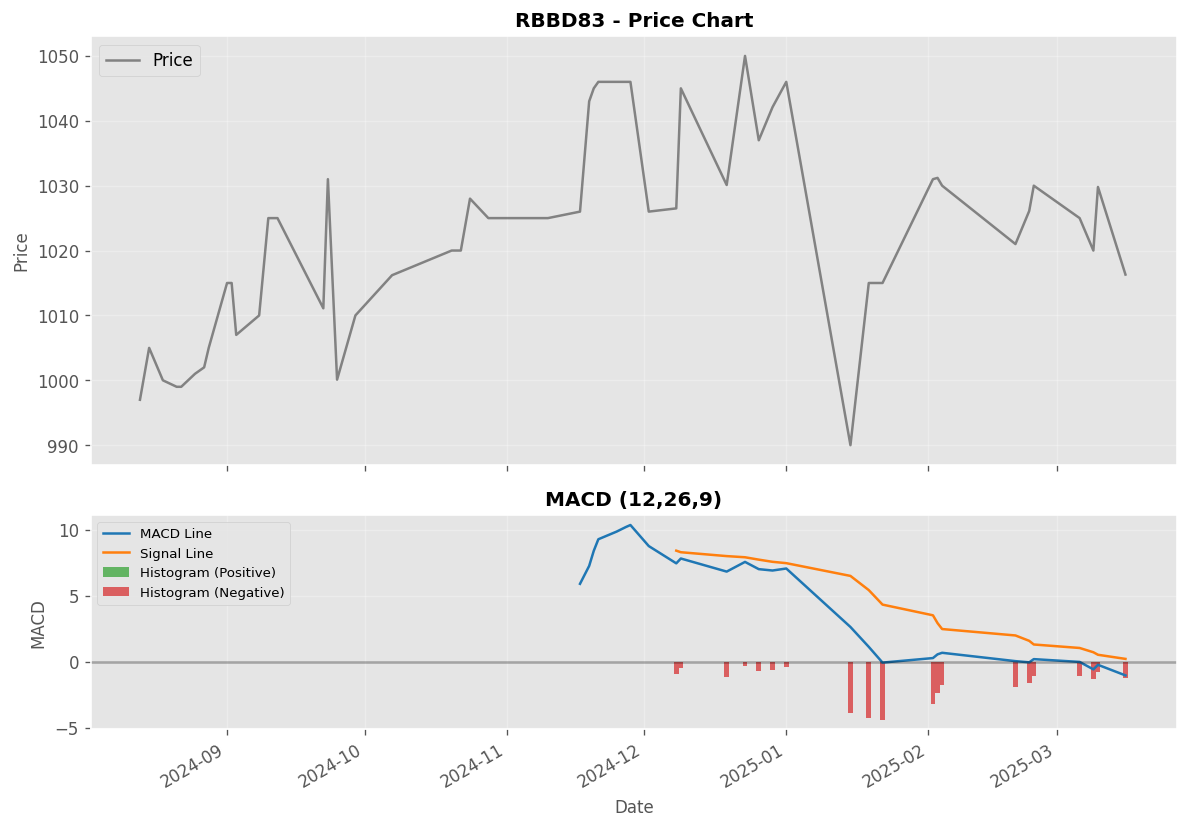 RBBD83 - Price Chart
Price
1050
1040
1030
1020
1010
1000
990
Price
MACD (12,26,9)
MACD Line
Signal Line
Histogram (Positive)
Histogram (Negative)
10
5
0
−5
MACD
2024-09
2024-10
2024-11
2024-12
2025-01
2025-02
2025-03
Date